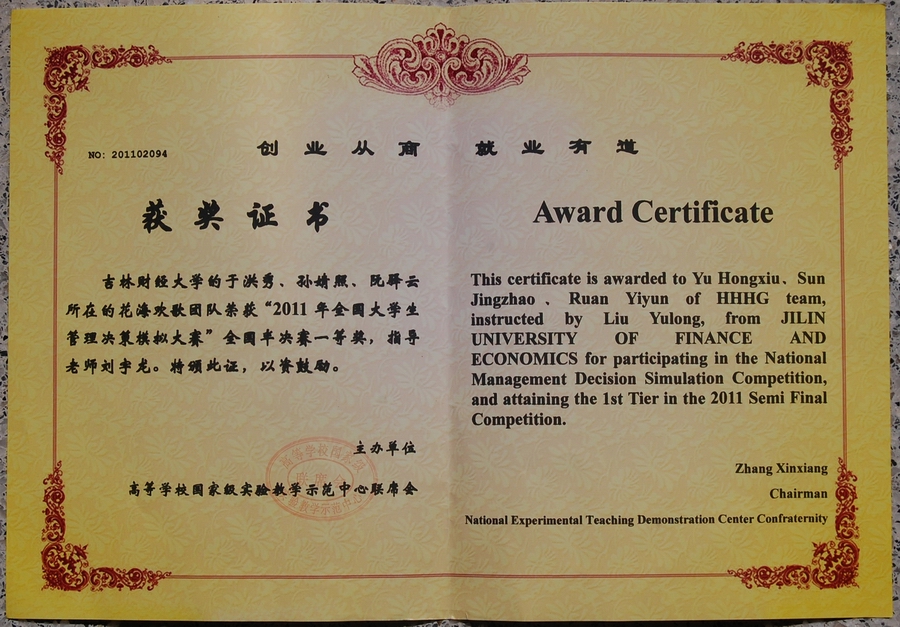 NO: 201102094
创业从商 就业有道
获奖证书
吉林财经大学的于洪秀、孙婧照、阮驿云
所在的花海欢歌团队荣获“2011 年全国大学生
管理决策模拟大赛”全国半决赛一等奖，指导
老师刘宇龙。特颁此证，以资鼓励。
主办单位
高等学校国家级实验教学示范中心联席会
Award Certificate
This certificate is awarded to Yu Hongxiu、Sun
Jingzhao 、Ruan Yiyun of HHHG team,
instructed by Liu Yulong, from JILIN
UNIVERSITY OF FINANCE AND
ECONOMICS for participating in the National
Management Decision Simulation Competition,
and attaining the 1st Tier in the 2011 Semi Final
Competition.
Zhang Xinxiang
Chairman
National Experimental Teaching Demonstration Center Confraternity